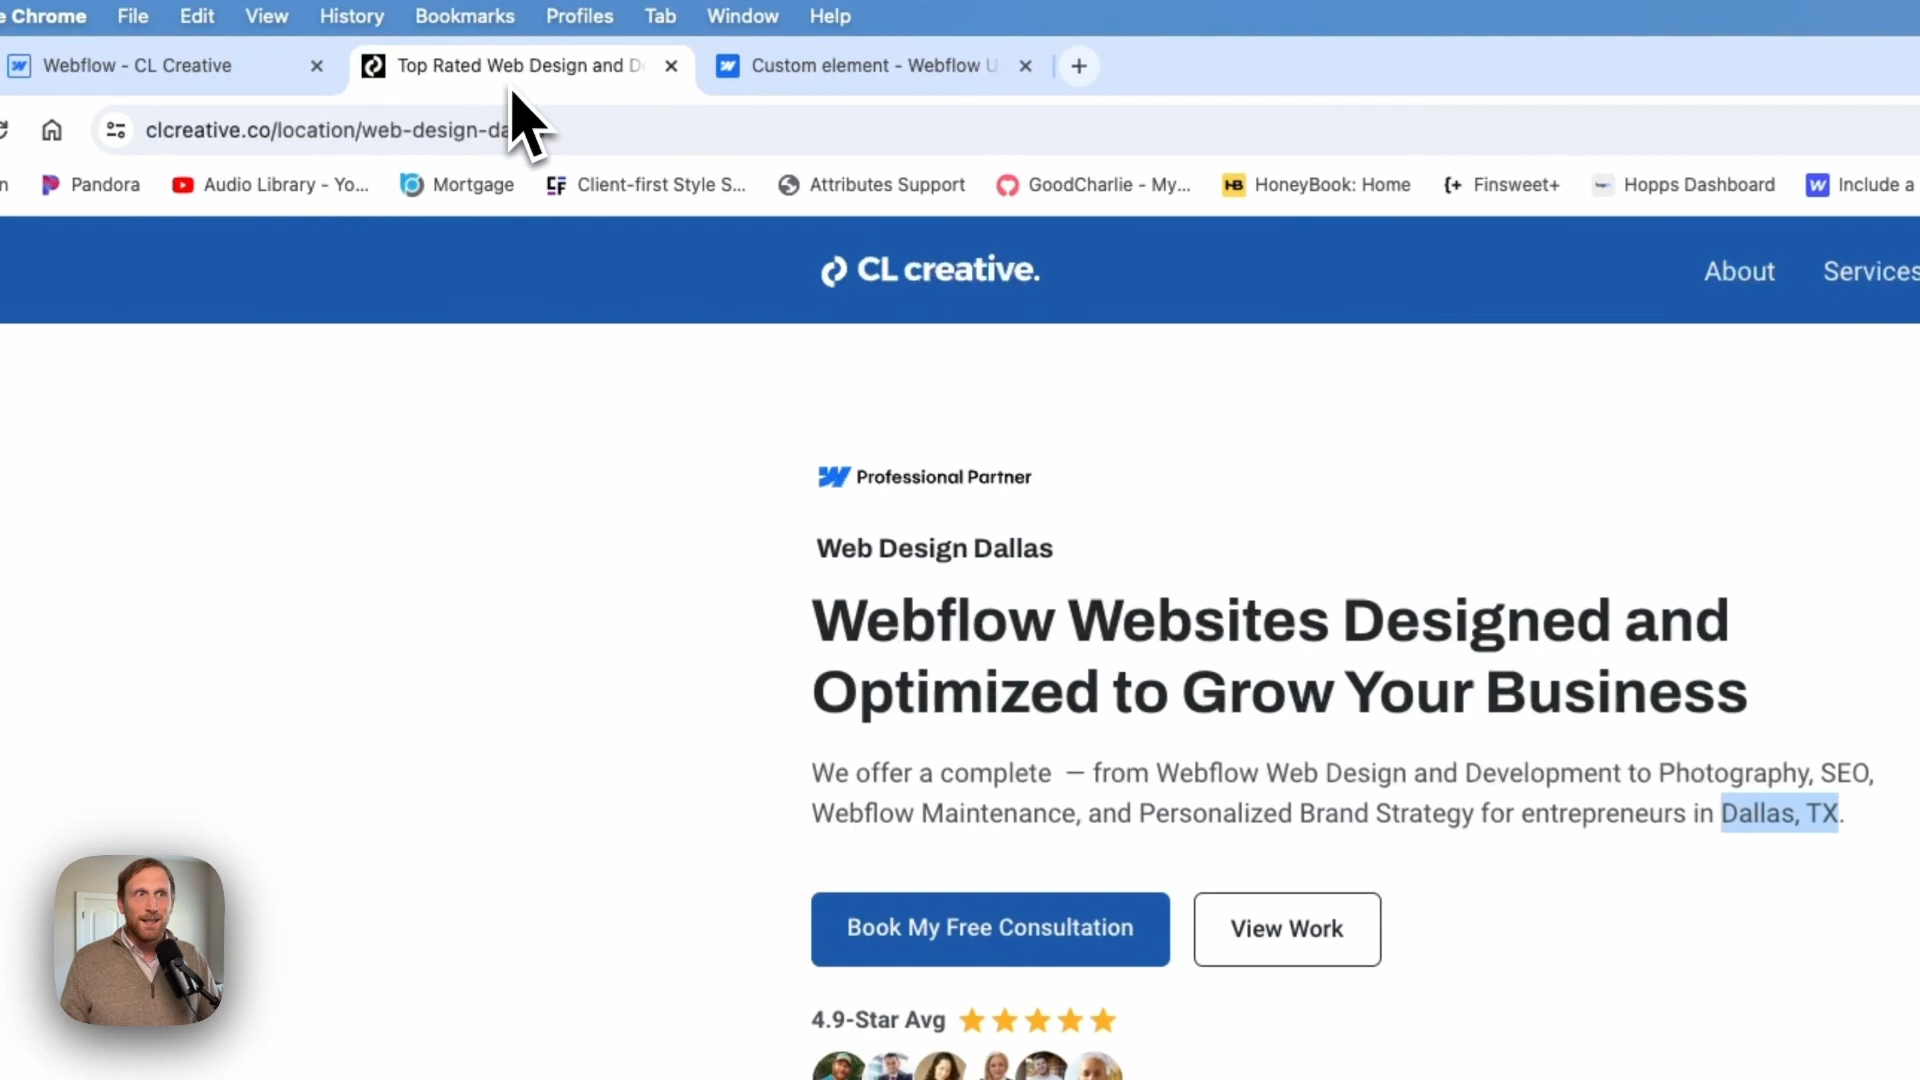 Chrome File Edit View History Bookmarks Profiles Tab Window Help
Webflow - CL Creative Top Rated Web Design and D Custom element - Webflow U
clcreative.co/location/web-design-da
Pandora Audio Library - Yo... Mortgage Client-first Style S... Attributes Support GoodCharlie - My... HB HoneyBook: Home Finsweet+ Hopps Dashboard Include a
CL creative. About Services
Professional Partner
Web Design Dallas
Webflow Websites Designed and
Optimized to Grow Your Business
We offer a complete — from Webflow Web Design and Development to Photography, SEO,
Webflow Maintenance, and Personalized Brand Strategy for entrepreneurs in Dallas, TX.
Book My Free Consultation View Work
4.9-Star Avg